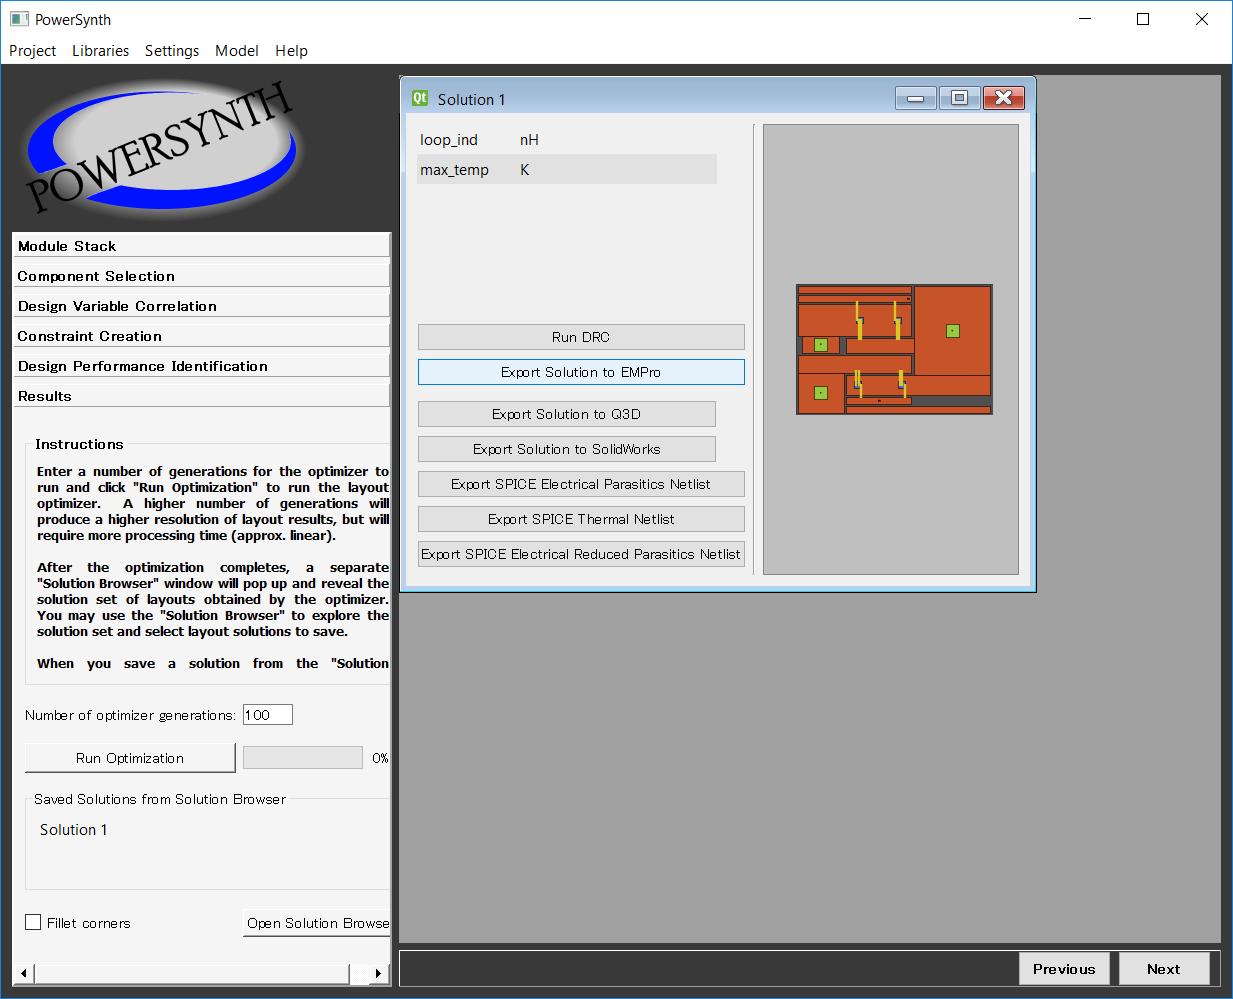 PowerSynth
Project Libraries Settings Model Help
POWERSYNTH
Module Stack
Component Selection
Design Variable Correlation
Constraint Creation
Design Performance Identification
Results
Instructions
Enter a number of generations for the optimizer to
run and click "Run Optimization" to run the layout
optimizer. A higher number of generations will
produce a higher resolution of layout results, but will
require more processing time (approx. linear).
After the optimization completes, a separate
"Solution Browser" window will pop up and reveal the
solution set of layouts obtained by the optimizer.
You may use the "Solution Browser" to explore the
solution set and select layout solutions to save.
When you save a solution from the "Solution
Number of optimizer generations: 100
Run Optimization 0%
Saved Solutions from Solution Browser
Solution 1
Fillet corners Open Solution Browse
Qt Solution 1
loop_ind nH
max_temp K
Run DRC
Export Solution to EMPro
Export Solution to Q3D
Export Solution to SolidWorks
Export SPICE Electrical Parasitics Netlist
Export SPICE Thermal Netlist
Export SPICE Electrical Reduced Parasitics Netlist
Previous Next